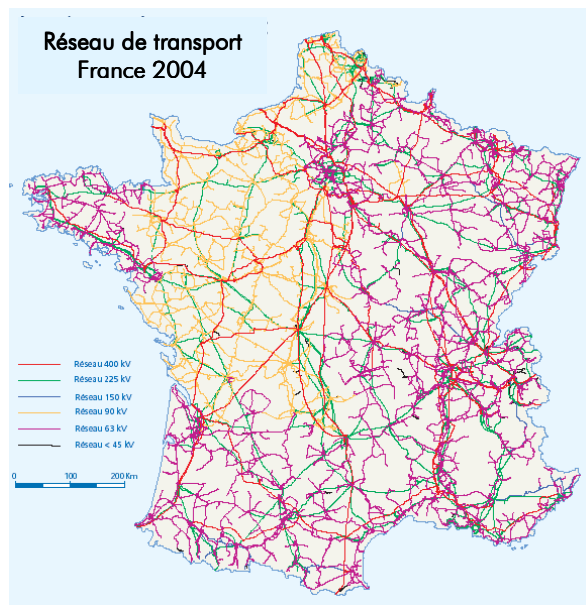 Réseau de transport
France 2004
Réseau 400 kV
Réseau 225 kV
Réseau 150 kV
Réseau 90 kV
Réseau 63 kV
Réseau < 45 kV
0 100 200 Km